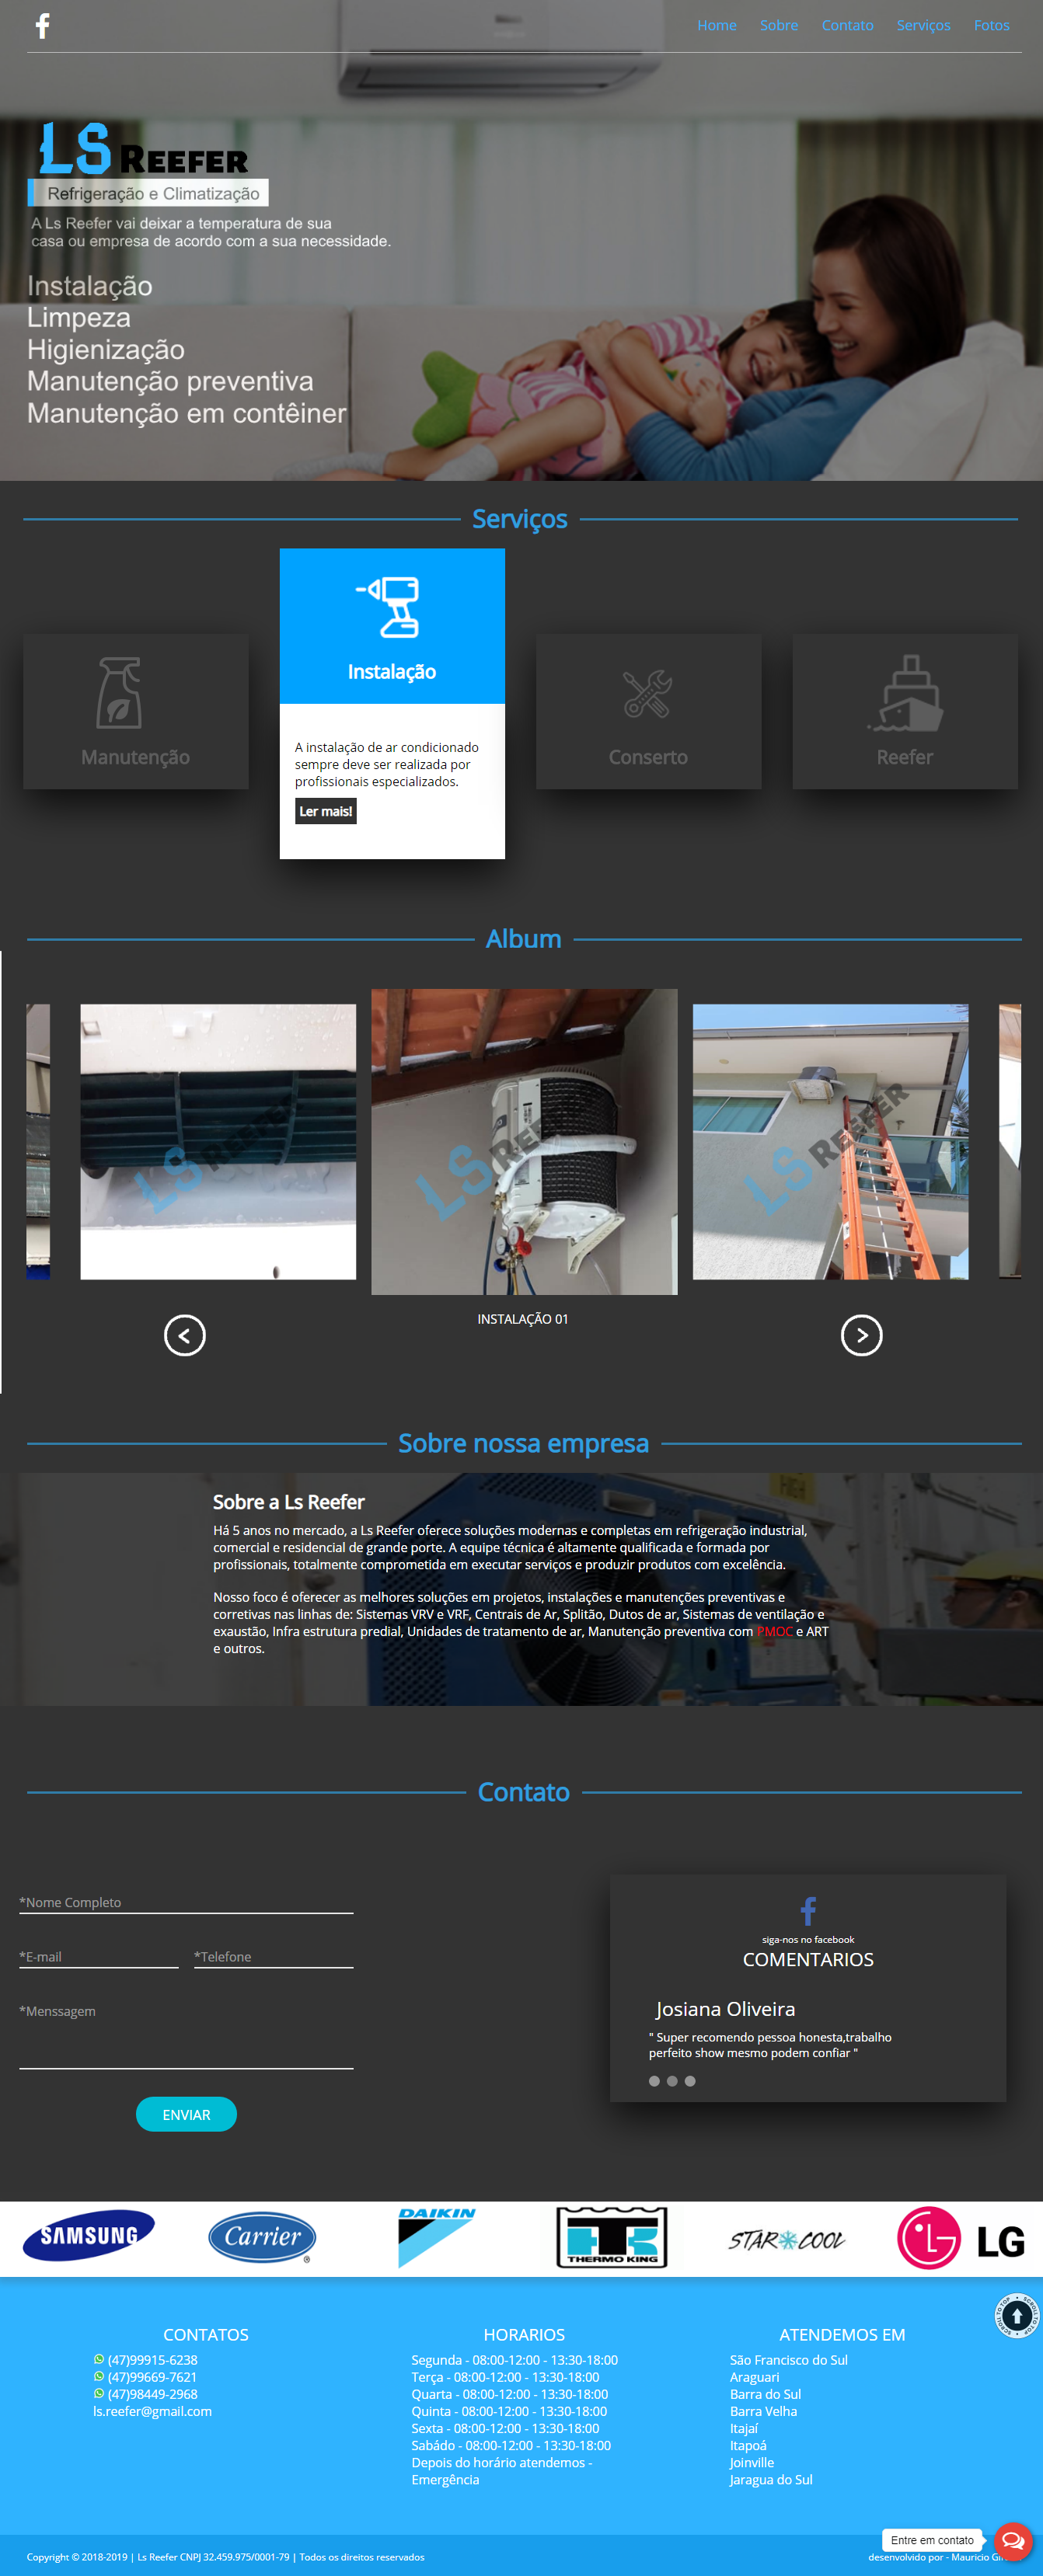 Home Sobre Contato Serviços Fotos
LS REEFER
Refrigeração e Climatização
A Ls Reefer vai deixar a temperatura de sua
casa ou empresa de acordo com a sua necessidade.
Instalação
Limpeza
Higienização
Manutenção preventiva
Manutenção em contêiner
Serviços
Manutenção
Instalação
A instalação de ar condicionado
sempre deve ser realizada por
profissionais especializados.
Ler mais!
Conserto
Reefer
Album
LS REEFER
LS REEFER
LS REEFER
INSTALAÇÃO 01
Sobre nossa empresa
Sobre a Ls Reefer
Há 5 anos no mercado, a Ls Reefer oferece soluções modernas e completas em refrigeração industrial,
comercial e residencial de grande porte. A equipe técnica é altamente qualificada e formada por
profissionais, totalmente comprometida em executar serviços e produzir produtos com excelência.
Nosso foco é oferecer as melhores soluções em projetos, instalações e manutenções preventivas e
corretivas nas linhas de: Sistemas VRV e VRF, Centrais de Ar, Splitão, Dutos de ar, Sistemas de ventilação e
exaustão, Infra estrutura predial, Unidades de tratamento de ar, Manutenção preventiva com PMOC e ART
e outros.
Contato
*Nome Completo
*E-mail *Telefone
*Menssagem
ENVIAR
siga-nos no facebook
COMENTARIOS
Josiana Oliveira
" Super recomendo pessoa honesta,trabalho
perfeito show mesmo podem confiar "
SAMSUNG Carrier DAIKIN THERMO KING STAR COOL LG
SCROLL TO TOP SCROLL TO TOP
CONTATOS
(47)99915-6238
(47)99669-7621
(47)98449-2968
ls.reefer@gmail.com
HORARIOS
Segunda - 08:00-12:00 - 13:30-18:00
Terça - 08:00-12:00 - 13:30-18:00
Quarta - 08:00-12:00 - 13:30-18:00
Quinta - 08:00-12:00 - 13:30-18:00
Sexta - 08:00-12:00 - 13:30-18:00
Sabádo - 08:00-12:00 - 13:30-18:00
Depois do horário atendemos -
Emergência
ATENDEMOS EM
São Francisco do Sul
Araguari
Barra do Sul
Barra Velha
Itajaí
Itapoá
Joinville
Jaragua do Sul
Entre em contato
Copyright © 2018-2019 | Ls Reefer CNPJ 32.459.975/0001-79 | Todos os direitos reservados
desenvolvido por - Mauricio